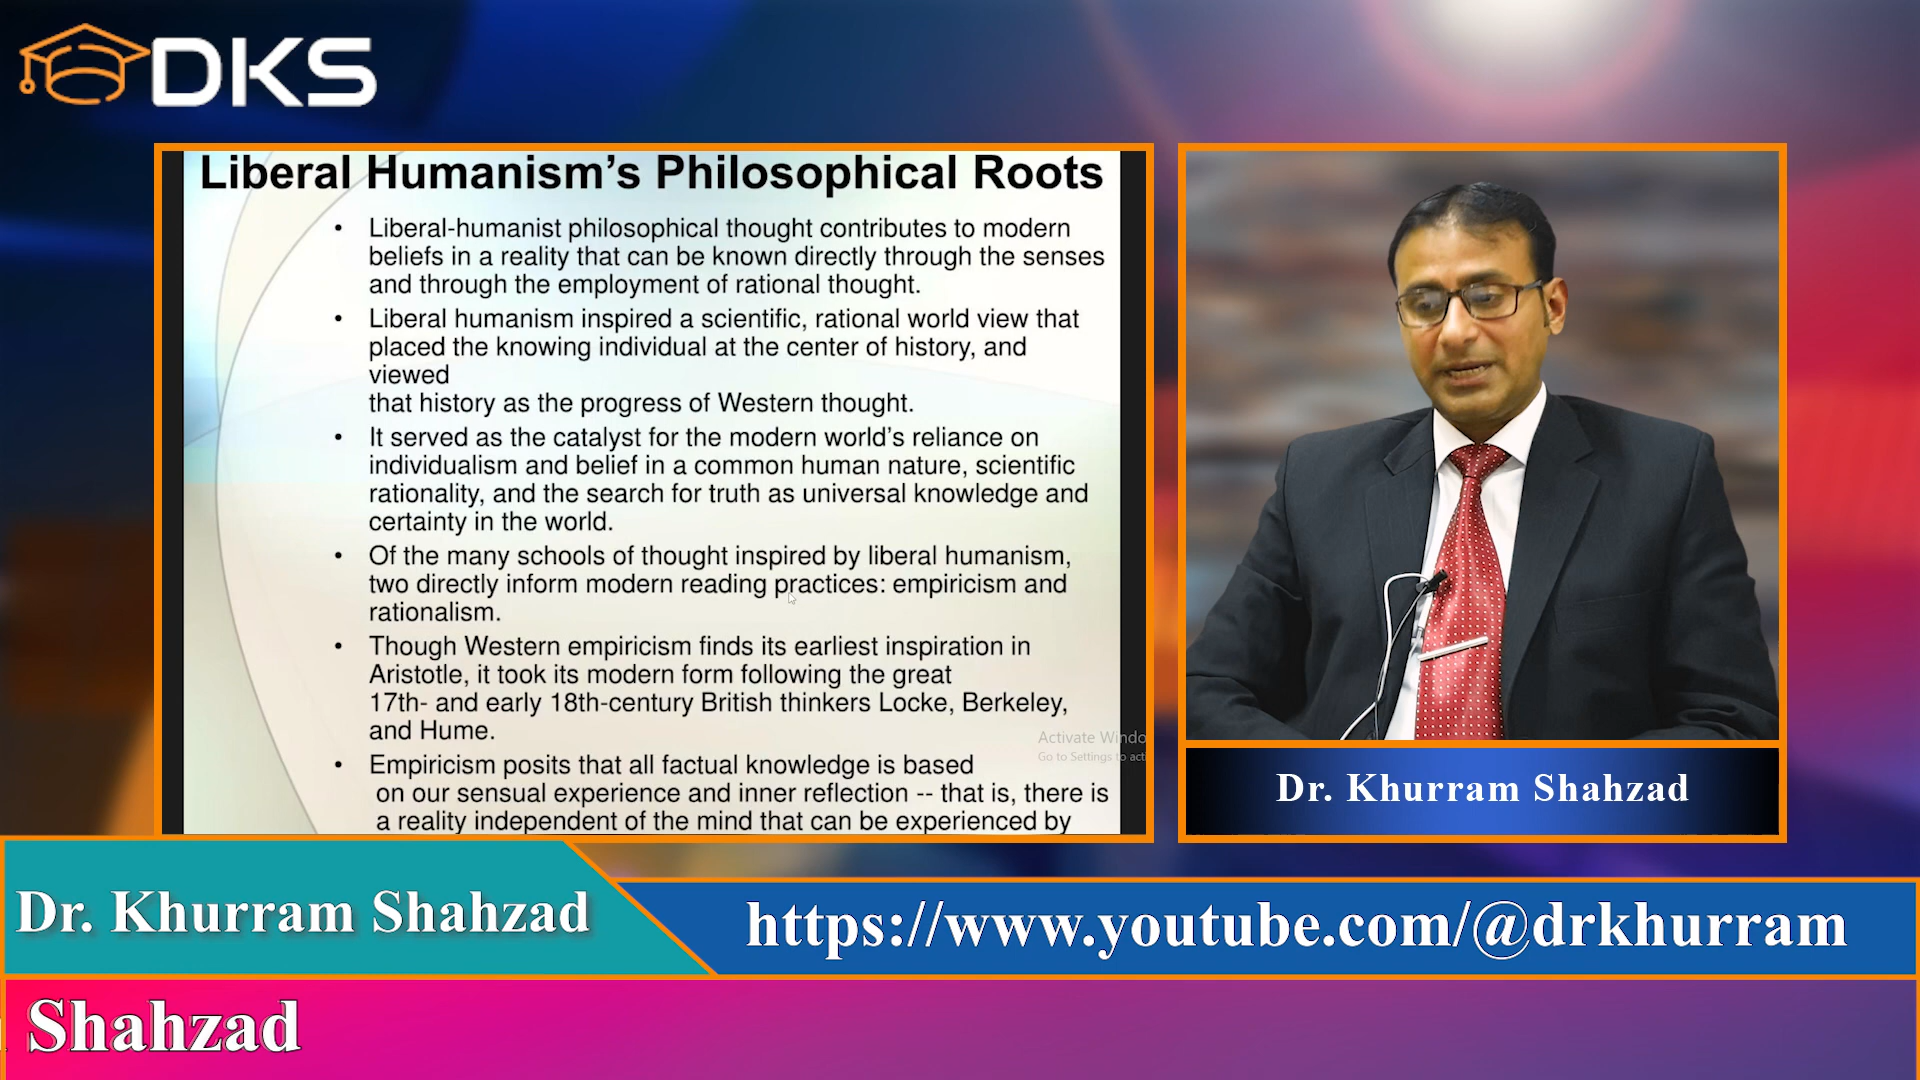 DKS
Liberal Humanism’s Philosophical Roots
• Liberal-humanist philosophical thought contributes to modern
beliefs in a reality that can be known directly through the senses
and through the employment of rational thought.
• Liberal humanism inspired a scientific, rational world view that
placed the knowing individual at the center of history, and
viewed
that history as the progress of Western thought.
• It served as the catalyst for the modern world’s reliance on
individualism and belief in a common human nature, scientific
rationality, and the search for truth as universal knowledge and
certainty in the world.
• Of the many schools of thought inspired by liberal humanism,
two directly inform modern reading practices: empiricism and
rationalism.
• Though Western empiricism finds its earliest inspiration in
Aristotle, it took its modern form following the great
17th- and early 18th-century British thinkers Locke, Berkeley,
and Hume.
• Empiricism posits that all factual knowledge is based
on our sensual experience and inner reflection -- that is, there is
a reality independent of the mind that can be experienced by
Activate Windo
Go to Settings to acti
Dr. Khurram Shahzad
Dr. Khurram Shahzad
https://www.youtube.com/@drkhurram
Shahzad